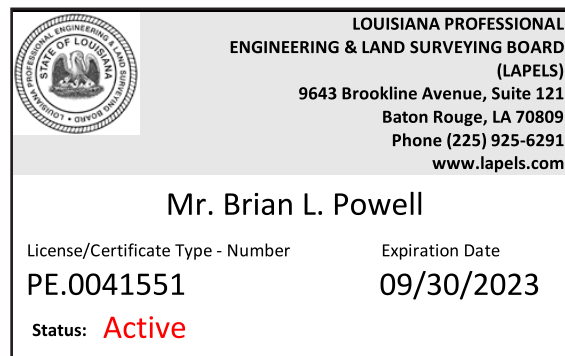 LOUISIANA PROFESSIONAL
ENGINEERING & LAND SURVEYING BOARD
(LAPELS)
9643 Brookline Avenue, Suite 121
Baton Rouge, LA 70809
Phone (225) 925-6291
www.lapels.com
LOUISIANA PROFESSIONAL ENGINEERING & LAND SURVEYING BOARD
STATE OF LOUISIANA
Mr. Brian L. Powell
License/Certificate Type - Number
Expiration Date
PE.0041551
09/30/2023
Status: Active